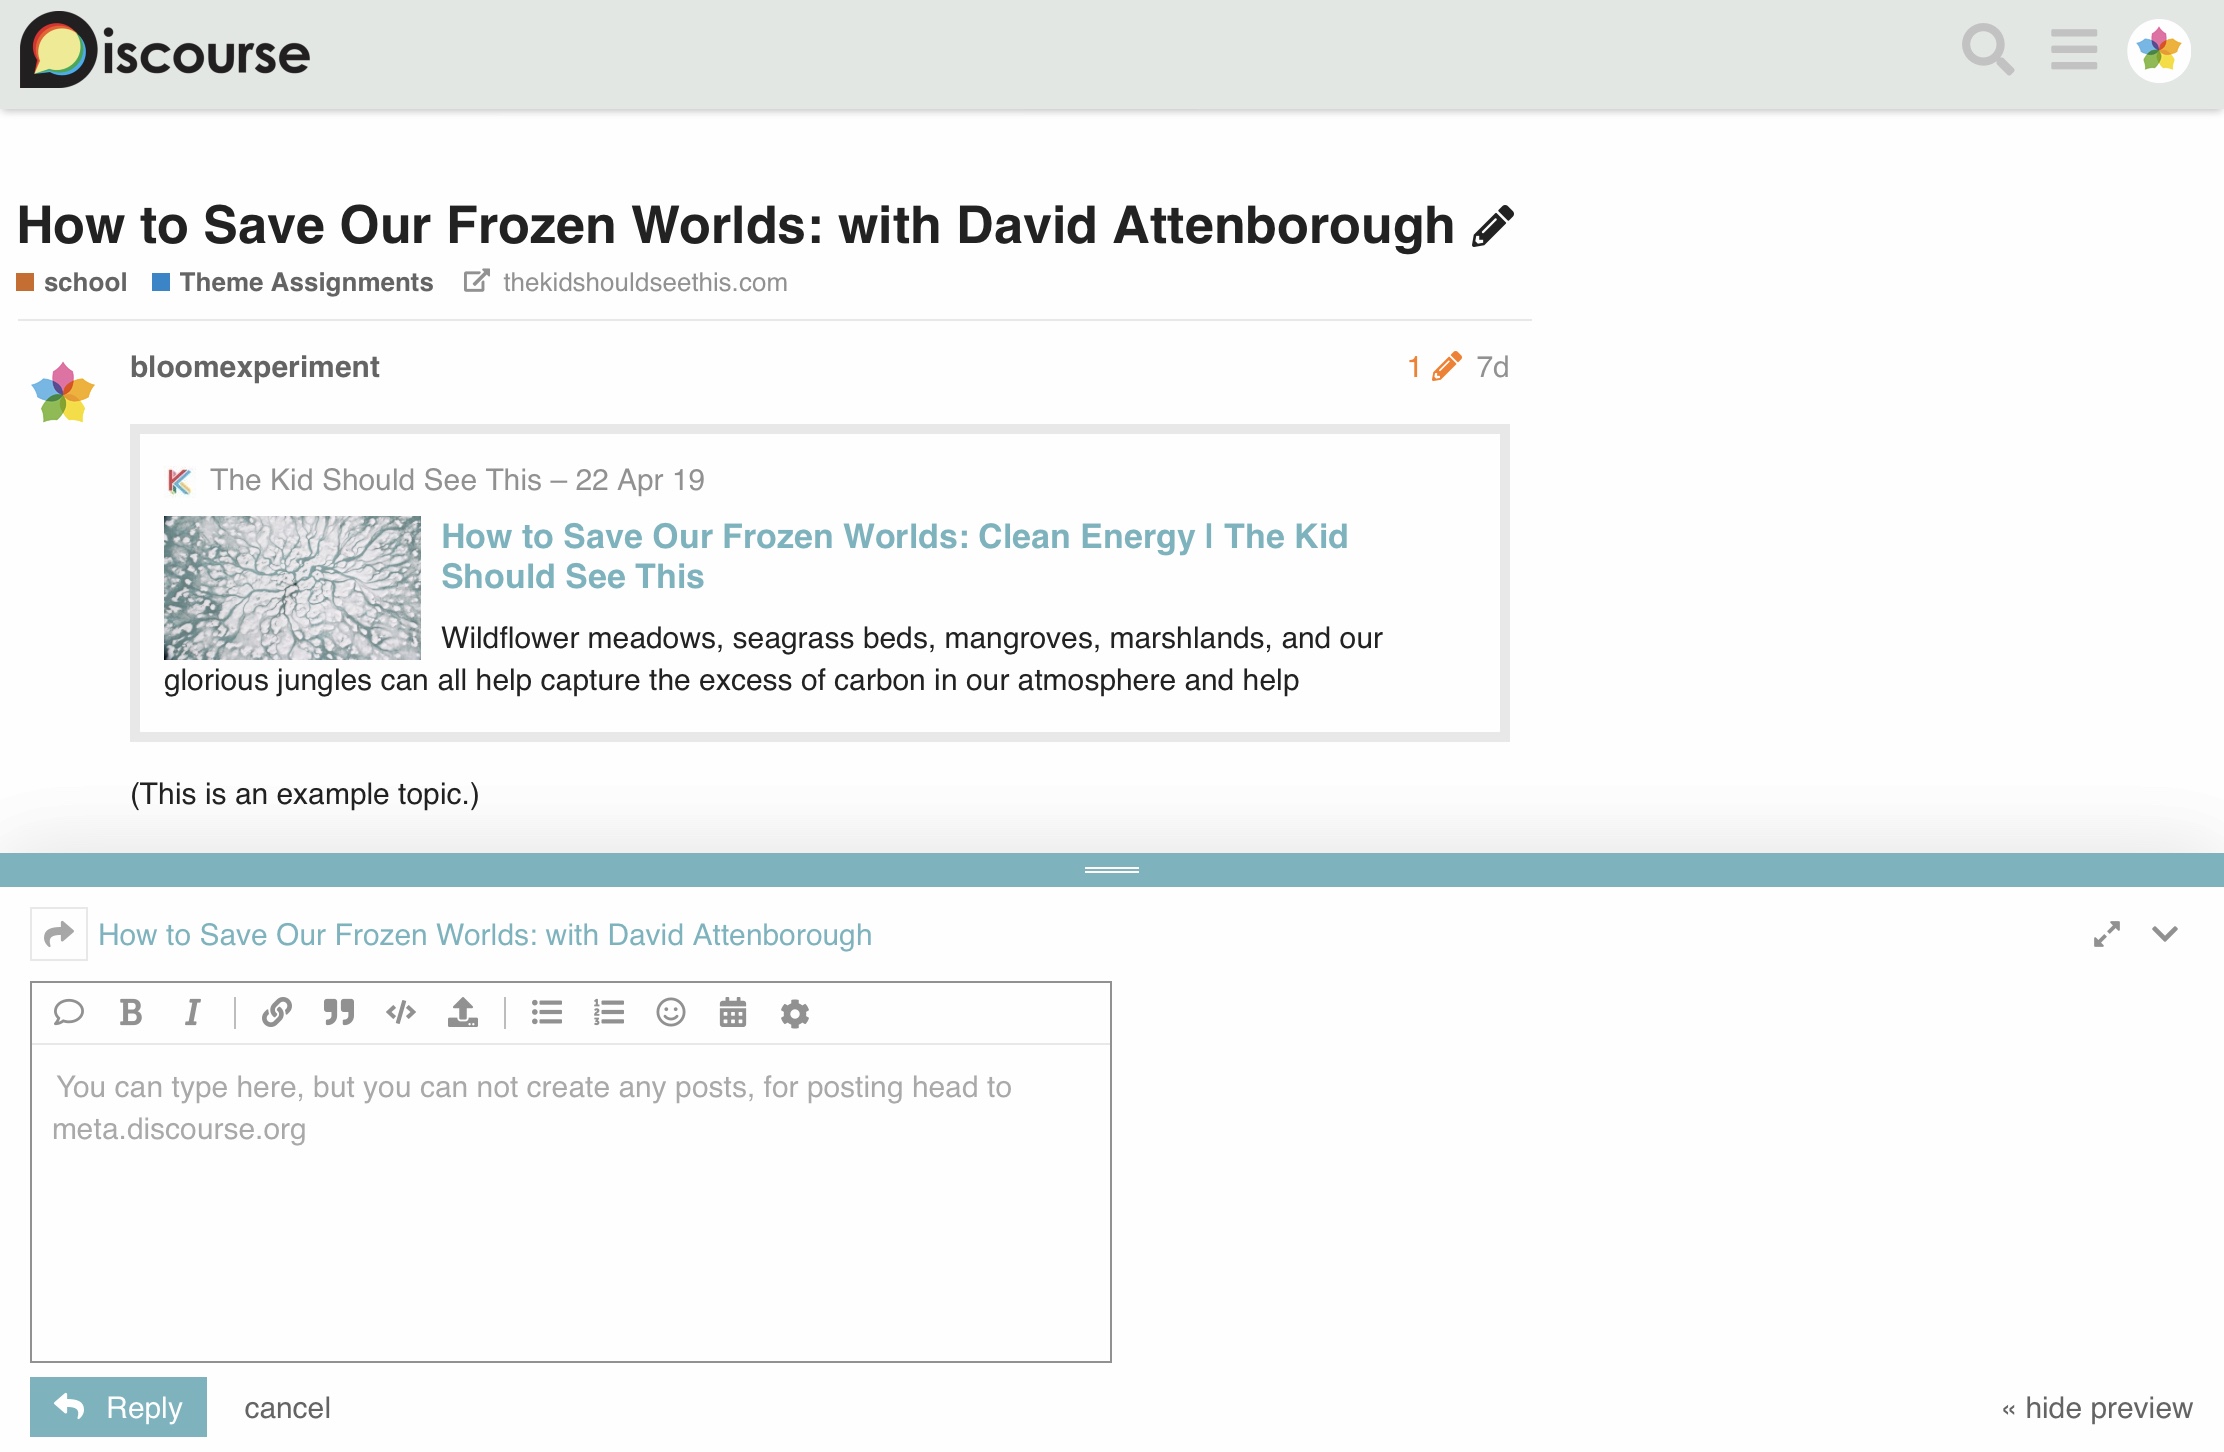 Discourse
How to Save Our Frozen Worlds: with David Attenborough
school Theme Assignments thekidshouldseethis.com
bloomexperiment
1 7d
The Kid Should See This – 22 Apr 19
How to Save Our Frozen Worlds: Clean Energy | The Kid
Should See This
Wildflower meadows, seagrass beds, mangroves, marshlands, and our
glorious jungles can all help capture the excess of carbon in our atmosphere and help
(This is an example topic.)
How to Save Our Frozen Worlds: with David Attenborough
You can type here, but you can not create any posts, for posting head to
meta.discourse.org
Reply cancel « hide preview